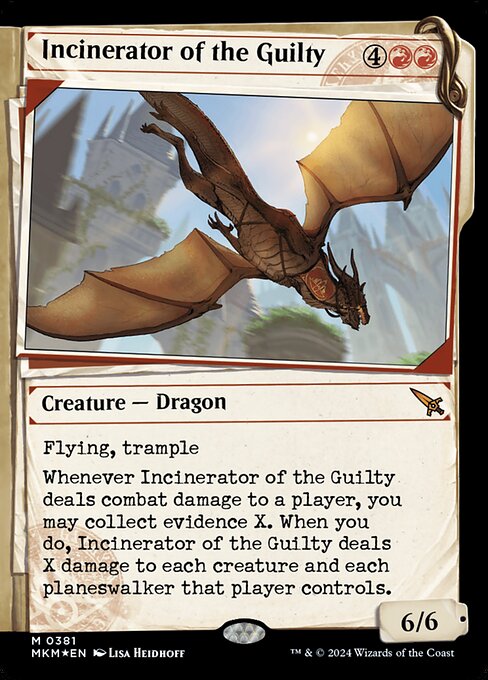 Incinerator of the Guilty 4
Creature — Dragon
Flying, trample
Whenever Incinerator of the Guilty
deals combat damage to a player, you
may collect evidence X. When you
do, Incinerator of the Guilty deals
X damage to each creature and each
planeswalker that player controls.
6/6
M 0381
MKM★EN Lisa Heidhoff
™ & © 2024 Wizards of the Coast